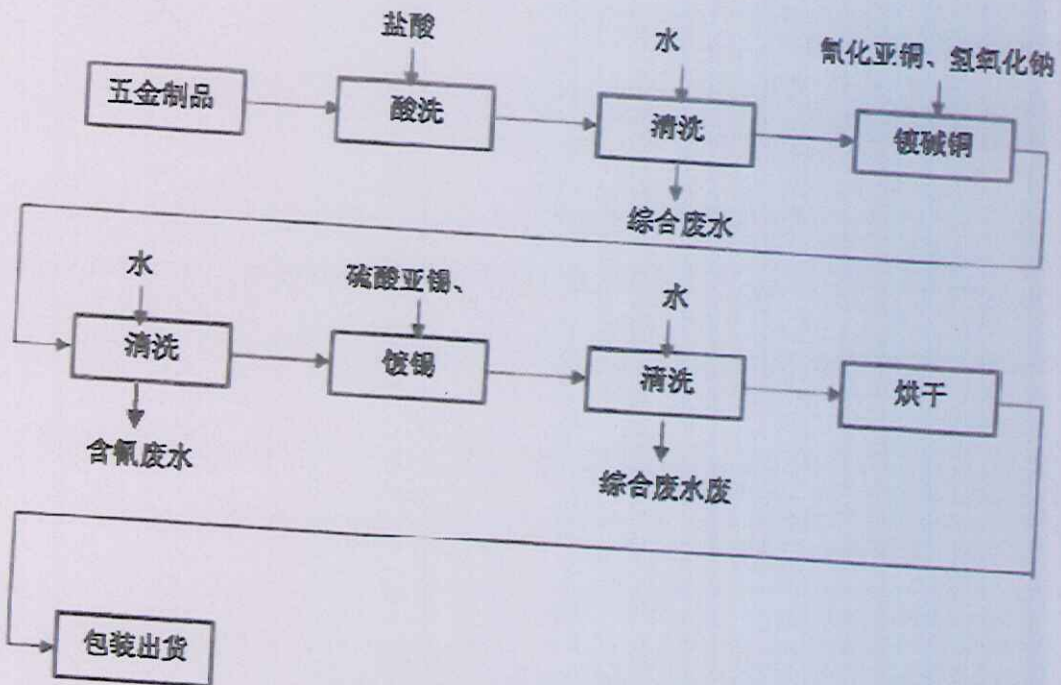 盐酸
水
氰化亚铜、氢氧化钠
五金制品
酸洗
清洗
镀碱铜
综合废水
水
硫酸亚锡、
水
清洗
镀锡
清洗
烘干
含氰废水
综合废水废
包装出货